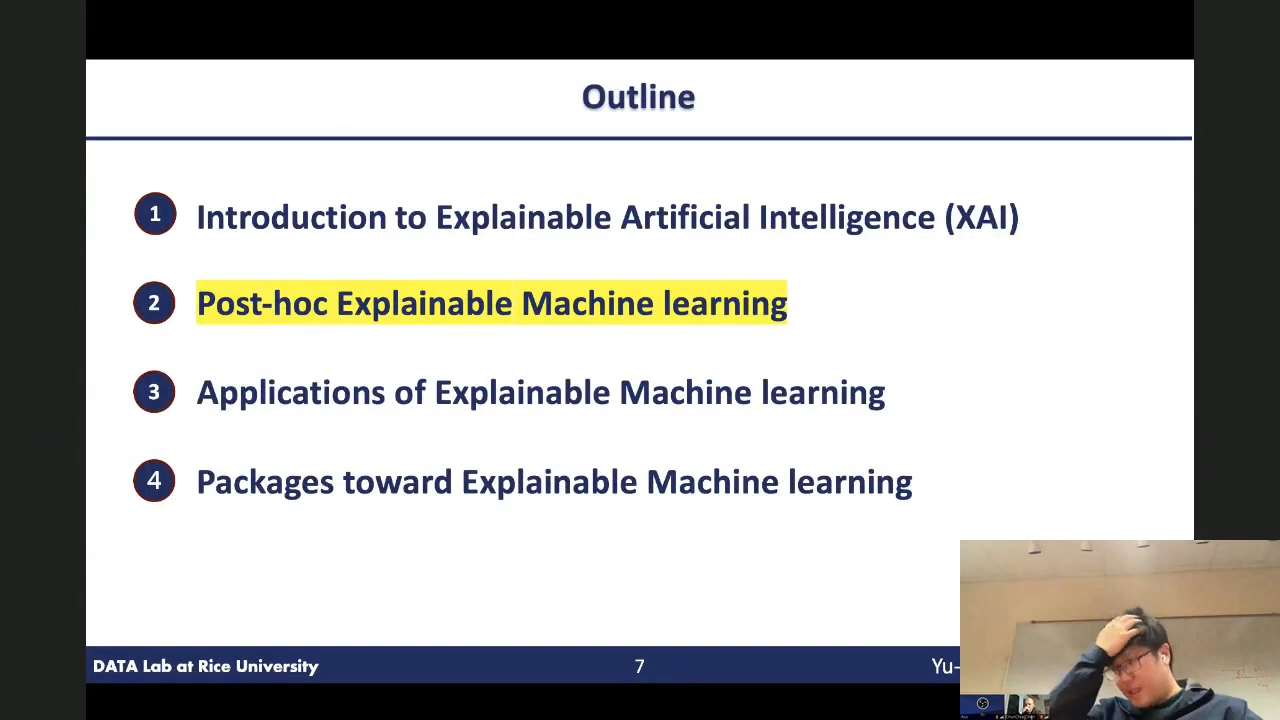 Outline
1 Introduction to Explainable Artificial Intelligence (XAI)
2 Post-hoc Explainable Machine learning
3 Applications of Explainable Machine learning
4 Packages toward Explainable Machine learning
DATA Lab at Rice University
7
Yu-